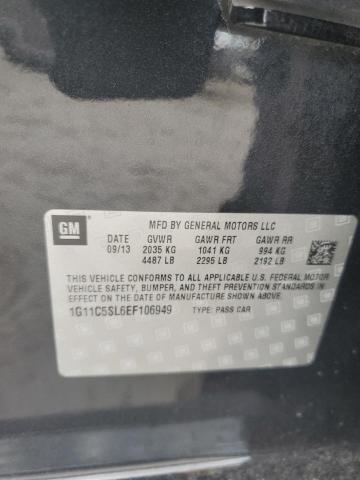 GM
MFD BY GENERAL MOTORS LLC
DATE GVWR GAWR FRT GAWR RR
09/13 2035 KG 1041 KG 994 KG
4487 LB 2295 LB 2192 LB
THIS VEHICLE CONFORMS TO ALL APPLICABLE U.S. FEDERAL MOTOR
VEHICLE SAFETY, BUMPER, AND THEFT PREVENTION STANDARDS
IN EFFECT ON THE DATE OF MANUFACTURE SHOWN ABOVE.
1G11C5SL6EF106949 TYPE: PASS CAR